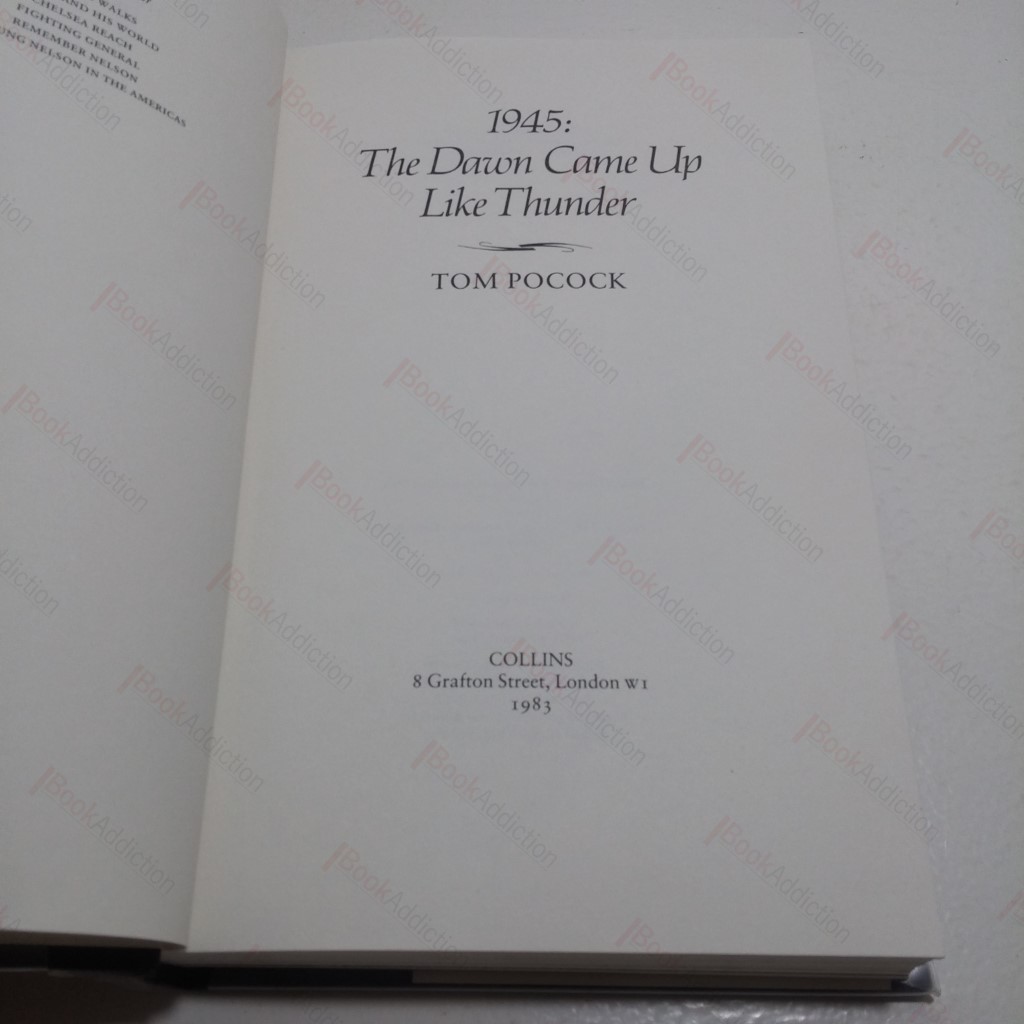 WALKS
AND HIS WORLD
CHELSEA REACH
FIGHTING GENERAL
REMEMBER NELSON
NELSON IN THE AMERICAS
1945:
The Dawn Came Up
Like Thunder
TOM POCOCK
COLLINS
8 Grafton Street, London W1
1983
BookAddiction